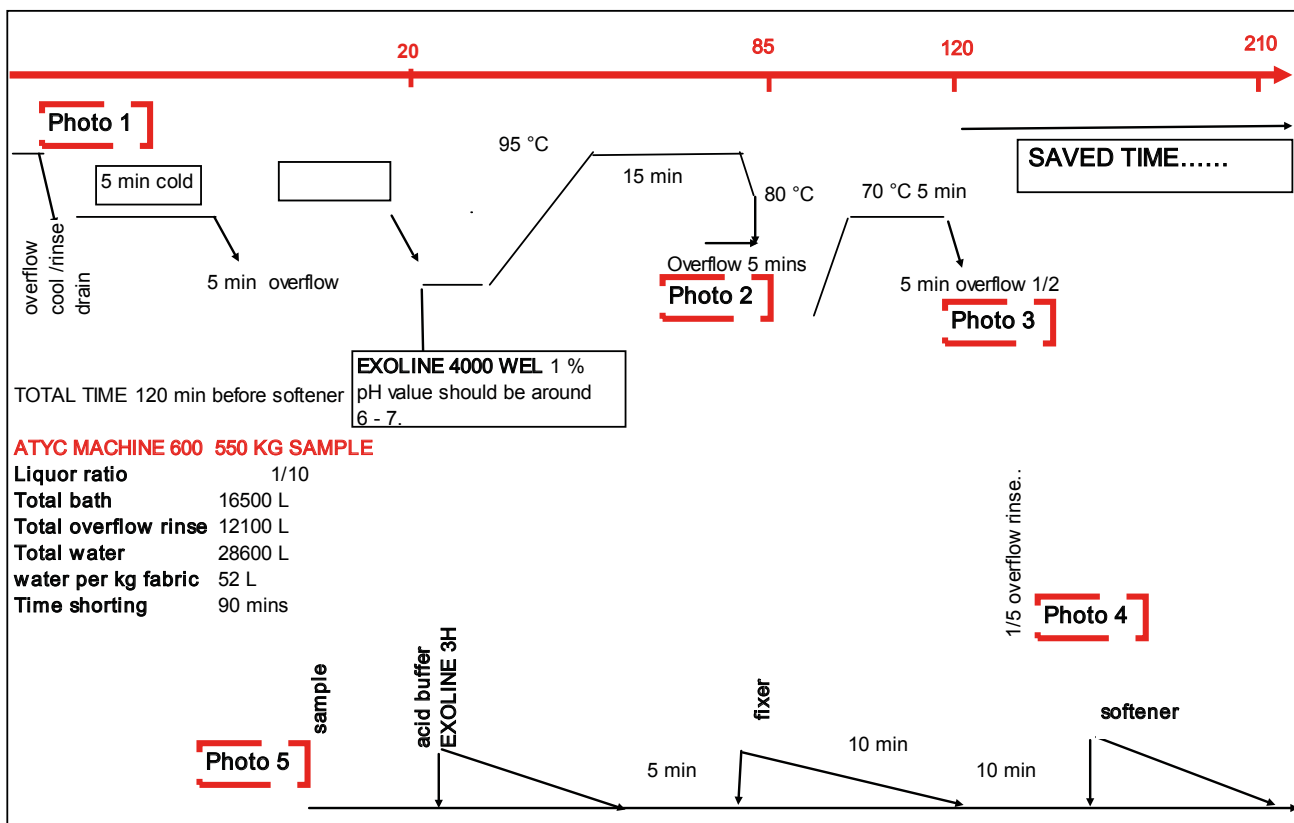 20
85
120
210
Photo 1
95 °C
SAVED TIME......
5 min cold
15 min
80 °C
70 °C 5 min
overflow
cool /rinse
drain
5 min overflow
Overflow 5 mins
Photo 2
5 min overflow 1/2
Photo 3
EXOLINE 4000 WEL 1 %
pH value should be around
6 - 7.
TOTAL TIME 120 min before softener
ATYC MACHINE 600 550 KG SAMPLE
Liquor ratio 1/10
Total bath 16500 L
Total overflow rinse 12100 L
Total water 28600 L
water per kg fabric 52 L
Time shorting 90 mins
1/5 overflow rinse..
Photo 4
sample
acid buffer
EXOLINE 3H
fixer
softener
Photo 5
5 min
10 min
10 min